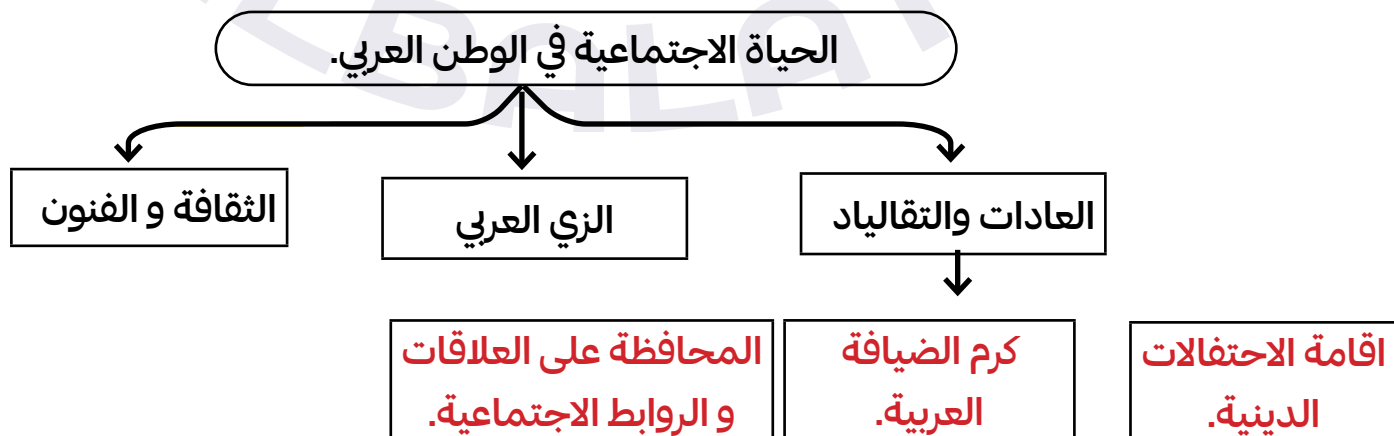 الحياة الاجتماعية في الوطن العربي.
العادات والتقالياد
الزي العربي
الثقافة و الفنون
اقامة الاحتفالات
الدينية.
كرم الضيافة
العربية.
المحافظة على العلاقات
و الروابط الاجتماعية.